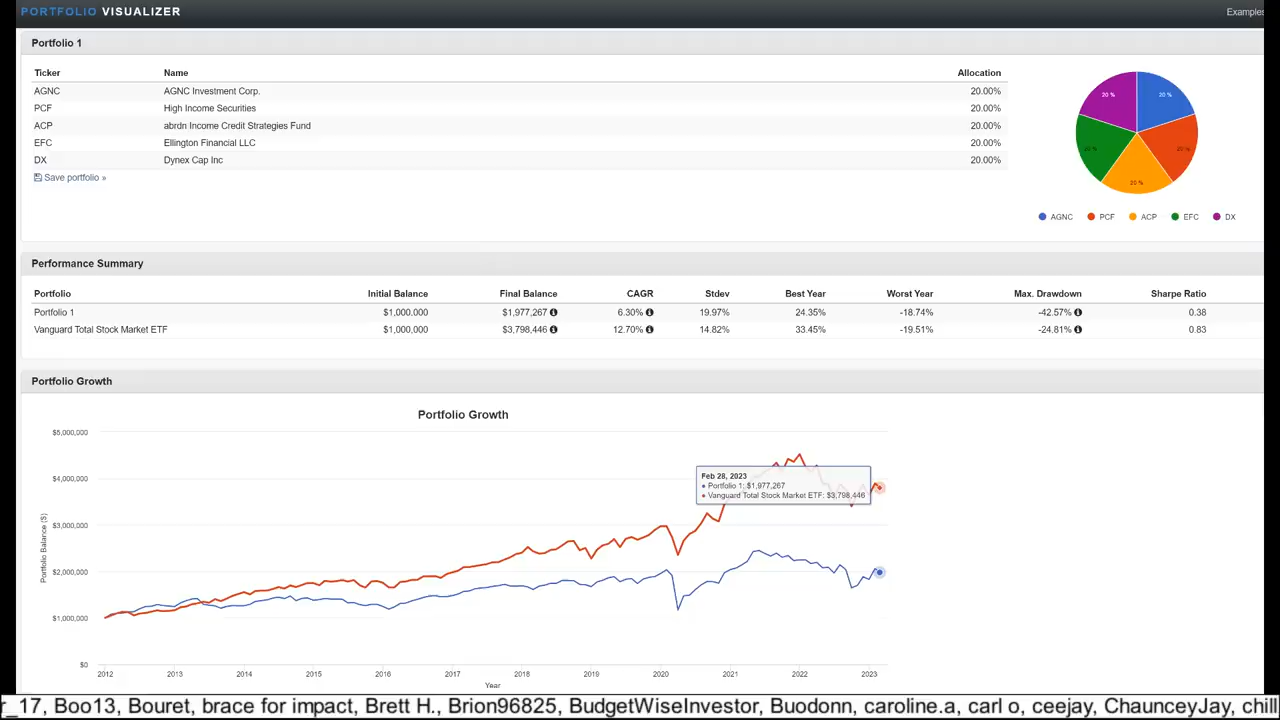 PORTFOLIO VISUALIZER Examples
Portfolio 1
Ticker Name Allocation
AGNC AGNC Investment Corp. 20.00%
PCF High Income Securities 20.00%
ACP abrdn Income Credit Strategies Fund 20.00%
EFC Ellington Financial LLC 20.00%
DX Dynex Cap Inc 20.00%
Save portfolio »
20 % 20 %
20 % 20 %
20 %
AGNC PCF ACP EFC DX
Performance Summary
Portfolio Initial Balance Final Balance CAGR Stdev Best Year Worst Year Max. Drawdown Sharpe Ratio
Portfolio 1 $1,000,000 $1,977,267 6.30% 19.97% 24.35% -18.74% -42.57% 0.38
Vanguard Total Stock Market ETF $1,000,000 $3,798,446 12.70% 14.82% 33.45% -19.51% -24.81% 0.83
Portfolio Growth
Portfolio Growth
$5,000,000
$4,000,000
$3,000,000
$2,000,000
$1,000,000
$0
Portfolio Balance ($)
Feb 28, 2023
Portfolio 1: $1,977,267
Vanguard Total Stock Market ETF: $3,798,446
2012 2013 2014 2015 2016 2017 2018 2019 2020 2021 2022 2023
Year
r_17, Boo13, Bouret, brace for impact, Brett H., Brion96825, BudgetWiseInvestor, Buodonn, caroline.a, carl o, ceejay, ChaunceyJay, chill